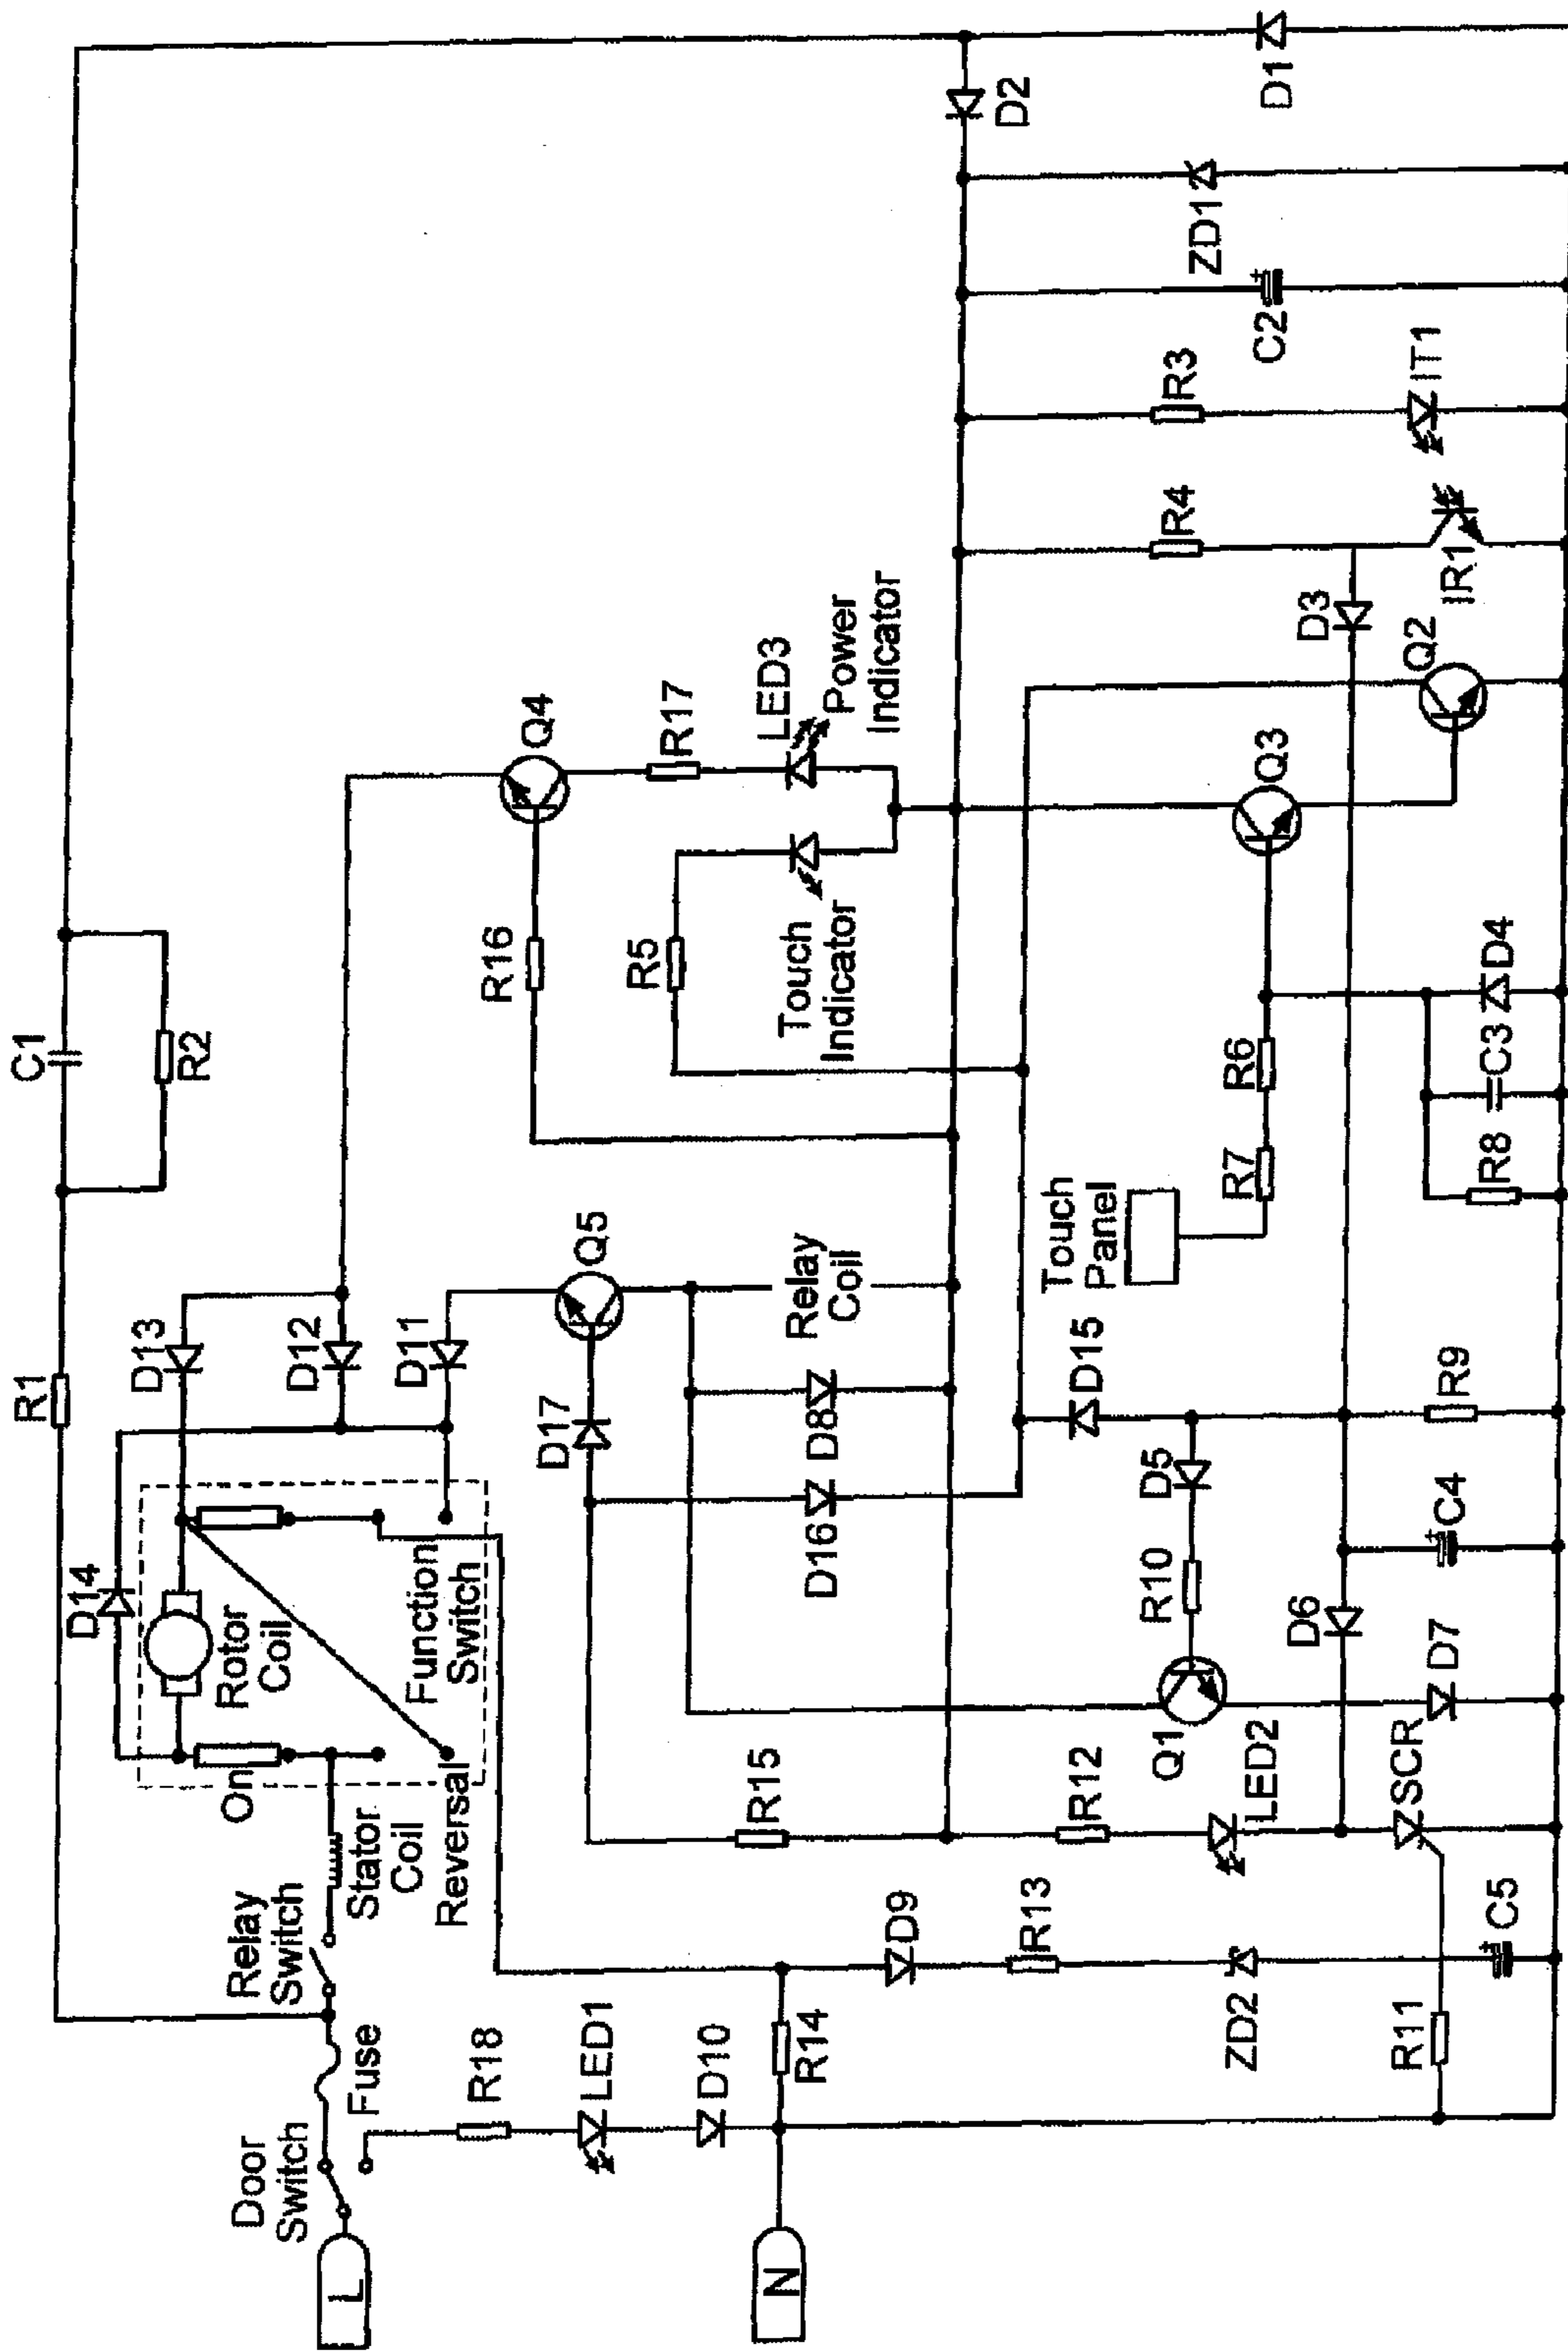 C1
R2
R1
D13
D12
D11
D14
Rotor
Coil
Function
Switch
On
Reversal
Stator
Coil
Relay
Switch
Fuse
Door
Switch
L
N
R18
LED1
D10
R14
D9
R13
ZD2
C5
R11
Q4
R17
LED3
Power
Indicator
R16
R5
Touch
Indicator
Q5
D17
Relay
Coil
D8
D16
R15
R12
LED2
SCR
Q1
D7
D6
R10
D5
C4
R9
D15
Touch
Panel
R7
R6
R8
C3
D4
Q3
Q2
D3
IR1
R4
R3
IT1
C2
ZD1
D2
D1